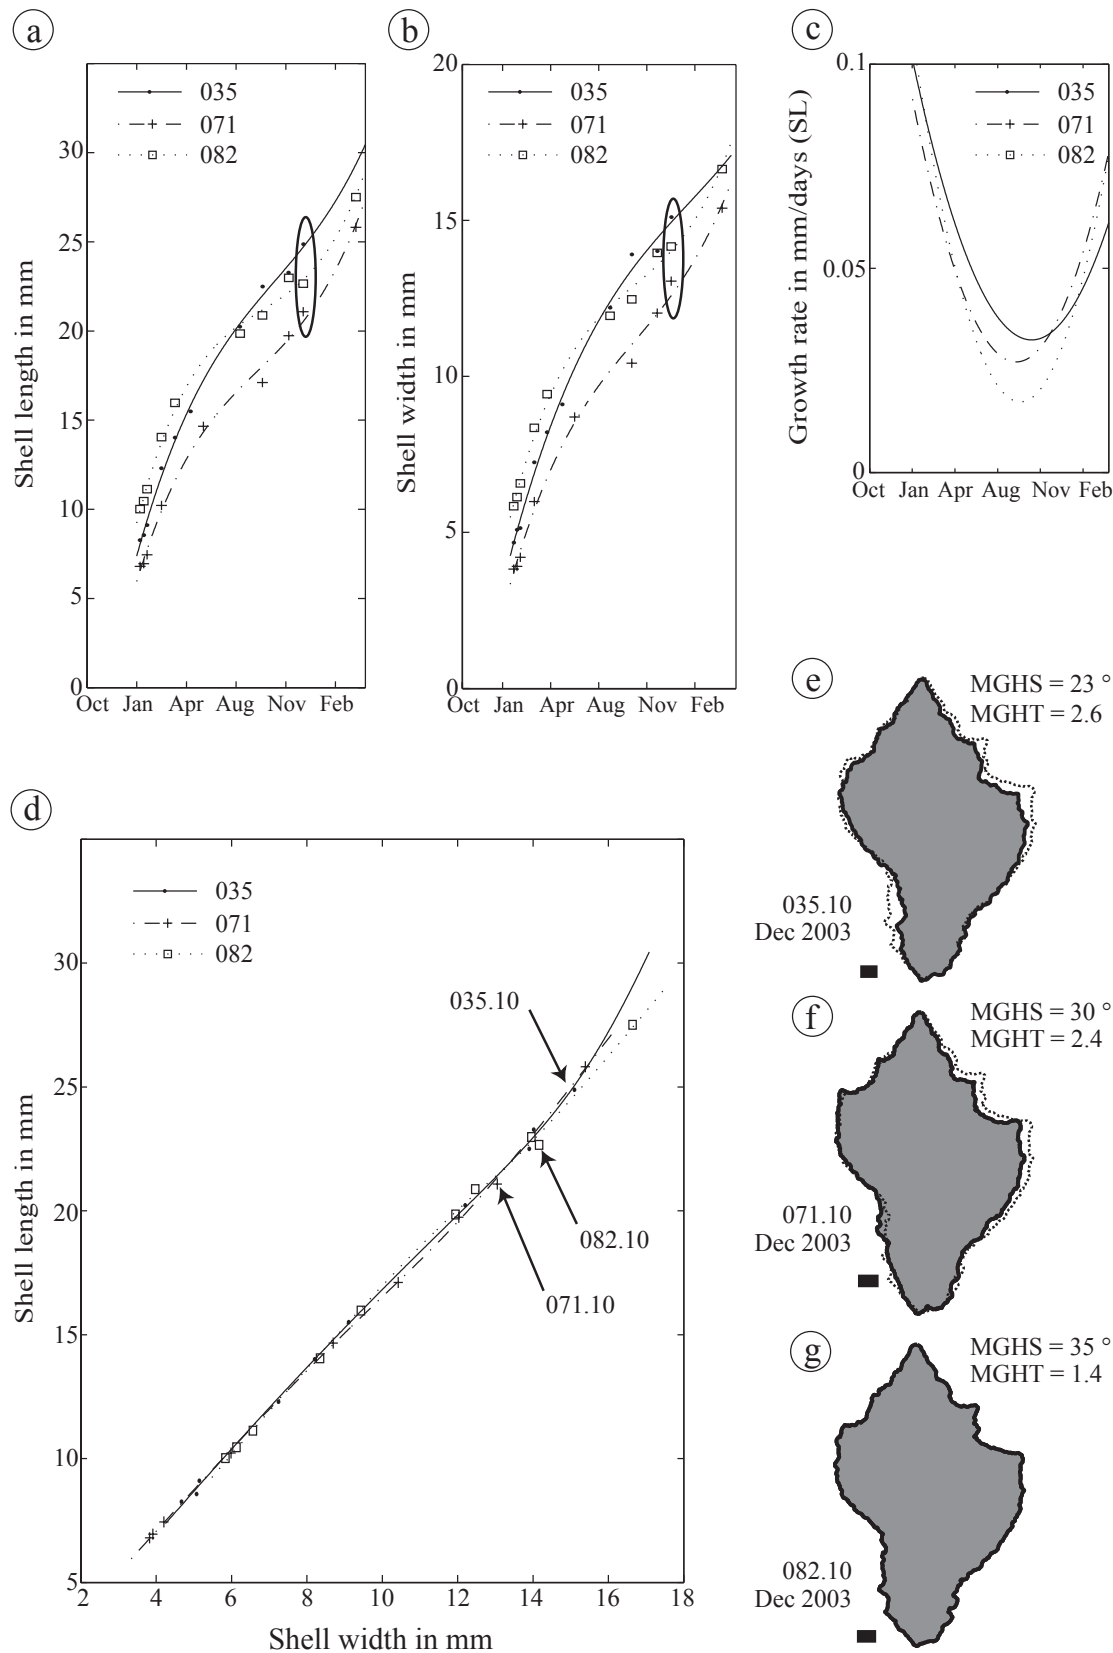 a
035
071
082
30
25
20
15
10
5
0
Oct Jan Apr Aug Nov Feb
Shell length in mm
b
035
071
082
20
15
10
5
0
Oct Jan Apr Aug Nov Feb
Shell width in mm
c
035
071
082
0.1
0.05
0
Oct Jan Apr Aug Nov Feb
Growth rate in mm/days (SL)
d
035
071
082
30
25
20
15
10
5
2 4 6 8 10 12 14 16 18
Shell length in mm
Shell width in mm
035.10
082.10
071.10
e
MGHS = 23 °
MGHT = 2.6
035.10
Dec 2003
f
MGHS = 30 °
MGHT = 2.4
071.10
Dec 2003
g
MGHS = 35 °
MGHT = 1.4
082.10
Dec 2003